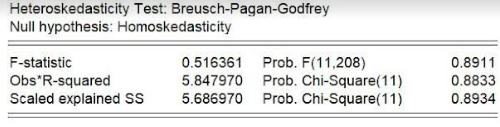 Heteroskedasticity Test: Breusch-Pagan-Godfrey
Null hypothesis: Homoskedasticity
F-statistic 0.516361 Prob. F(11,208) 0.8911
Obs*R-squared 5.847970 Prob. Chi-Square(11) 0.8833
Scaled explained SS 5.686970 Prob. Chi-Square(11) 0.8934